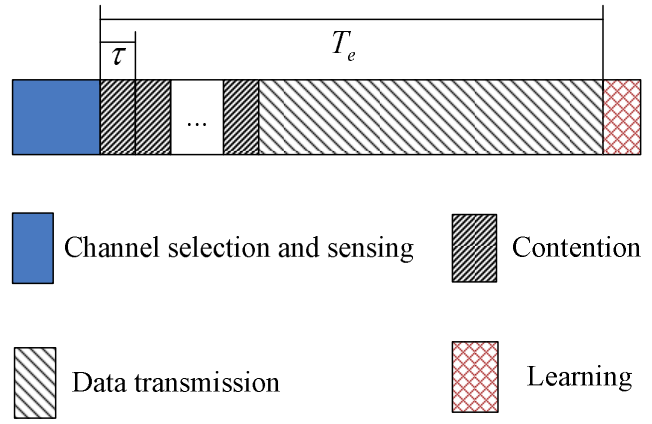 T_e
τ
...
Channel selection and sensing
Contention
Data transmission
Learning